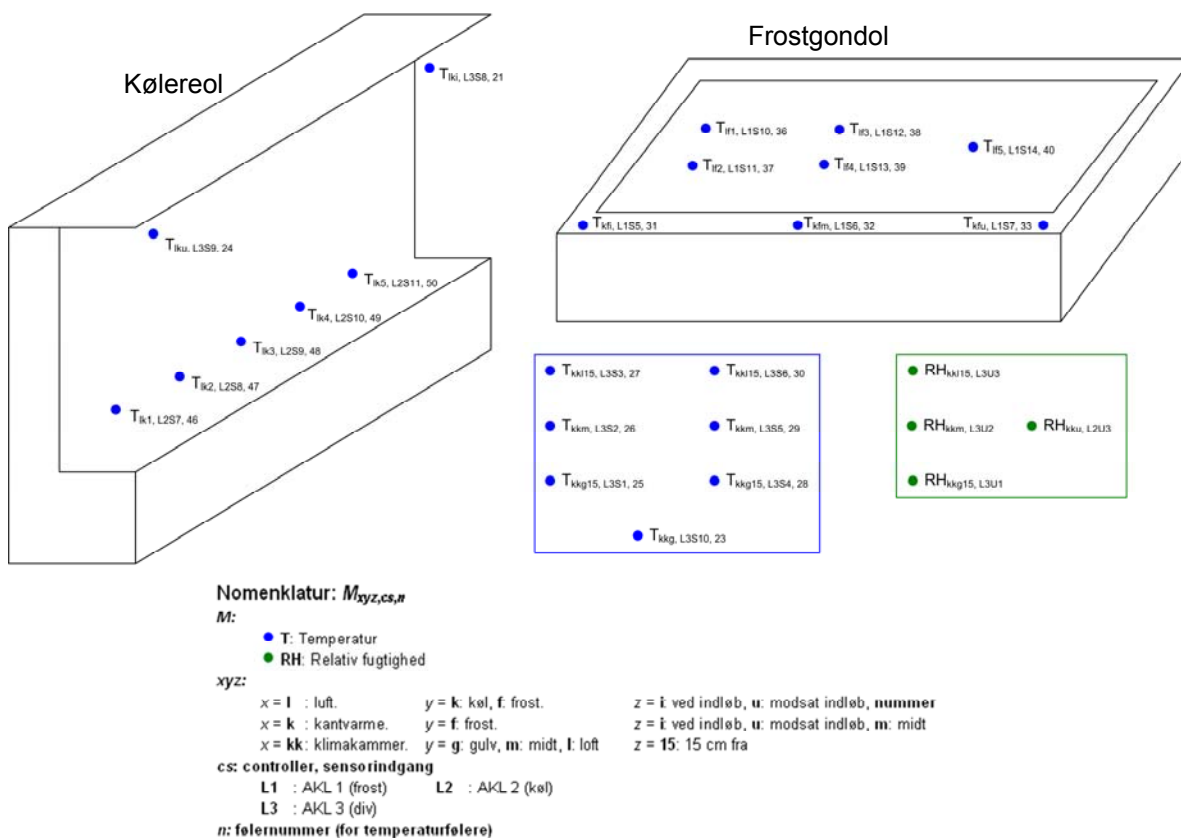 Kølereol
Frostgondol
Tlki, L3S8, 21
Tlku. L3S9. 24
Tlk5, L2S11, 50
Tlk4, L2S10, 49
Tlk3, L2S9, 48
Tlk2, L2S8, 47
Tlk1, L2S7, 46
Tlf1, L1S10, 36
Tlf3, L1S12, 38
Tlf5, L1S14, 40
Tlf2, L1S11, 37
Tlf4, L1S13, 39
Tkfi, L1S5, 31
Tkfm, L1S6, 32
Tkfu, L1S7, 33
Tkkl15, L3S3, 27
Tkkl15, L3S6, 30
Tkkm, L3S2, 26
Tkkm, L3S5, 29
Tkkg15, L3S1, 25
Tkkg15, L3S4, 28
Tkkg, L3S10, 23
RHkkl15, L3U3
RHkkm, L3U2
RHkku, L2U3
RHkkg15, L3U1
Nomenklatur: Mxyz,cs,n
M:
T: Temperatur
RH: Relativ fugtighed
xyz:
x = l : luft. y = k: køl, f: frost. z = i: ved indløb, u: modsat indløb, nummer
x = k : kantvarme. y = f: frost. z = i: ved indløb, u: modsat indløb, m: midt
x = kk: klimakammer. y = g: gulv, m: midt, l: loft z = 15: 15 cm fra
cs: controller, sensorindgang
L1 : AKL 1 (frost) L2 : AKL 2 (køl)
L3 : AKL 3 (div)
n: følernummer (for temperaturfølere)